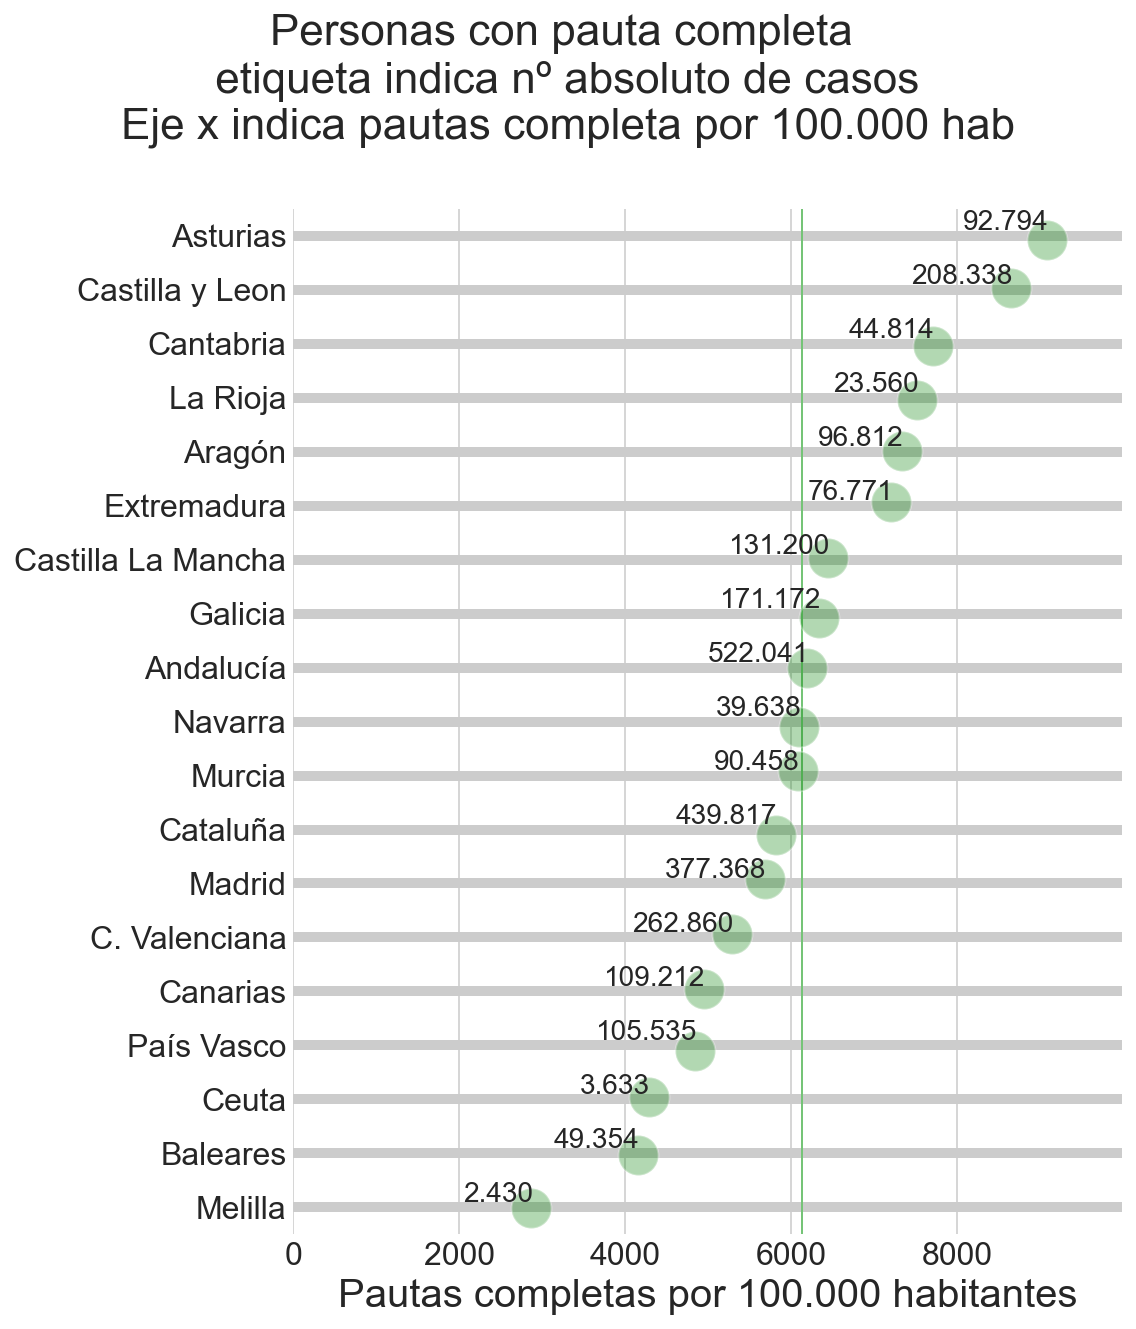 Personas con pauta completa
etiqueta indica nº absoluto de casos
Eje x indica pautas completa por 100.000 hab
Asturias 92.794
Castilla y Leon 208.338
Cantabria 44.814
La Rioja 23.560
Aragón 96.812
Extremadura 76.771
Castilla La Mancha 131.200
Galicia 171.172
Andalucía 522.041
Navarra 39.638
Murcia 90.458
Cataluña 439.817
Madrid 377.368
C. Valenciana 262.860
Canarias 109.212
País Vasco 105.535
Ceuta 3.633
Baleares 49.354
Melilla 2.430
0 2000 4000 6000 8000
Pautas completas por 100.000 habitantes